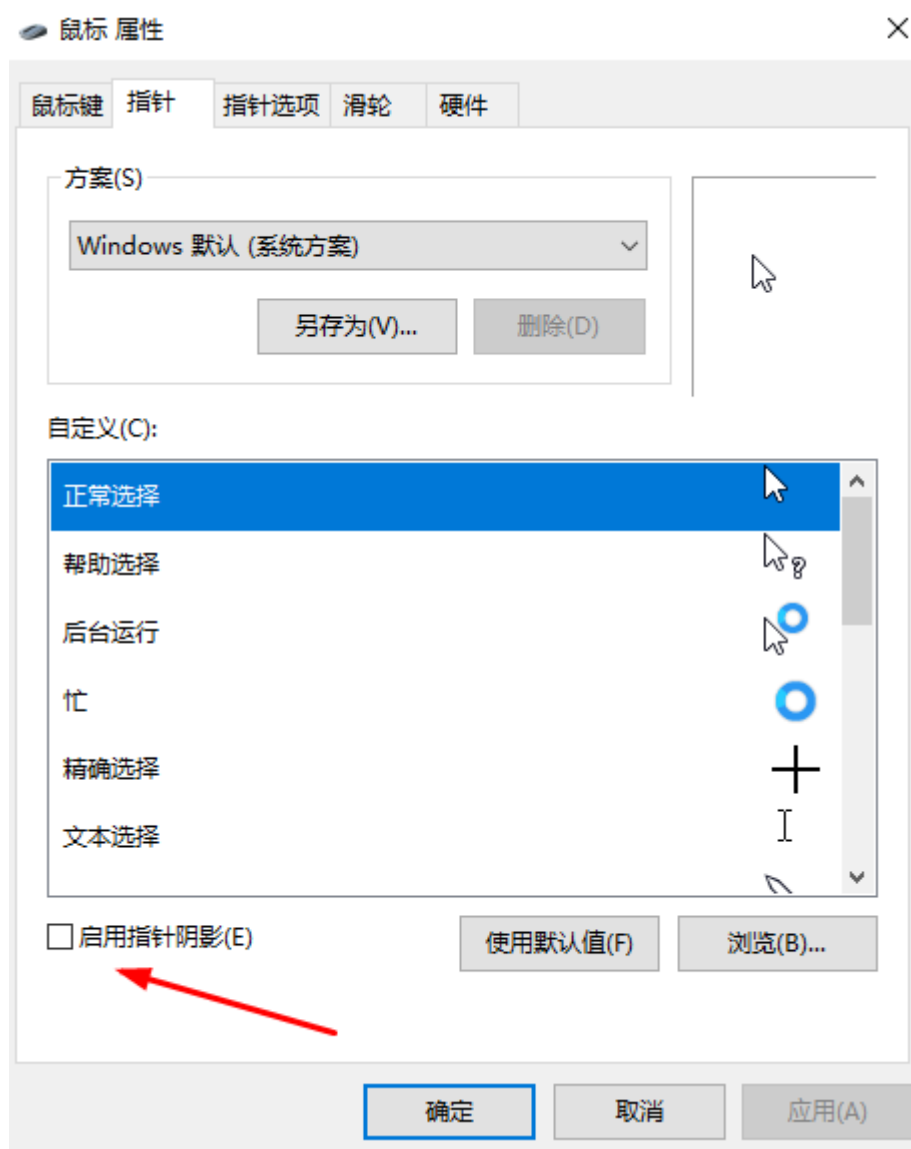 鼠标 属性
鼠标键 指针 指针选项 滑轮 硬件
方案(S)
Windows 默认 (系统方案)
另存为(V)... 删除(D)
自定义(C):
正常选择
帮助选择
后台运行
忙
精确选择
文本选择
启用指针阴影(E) 使用默认值(F) 浏览(B)...
确定 取消 应用(A)